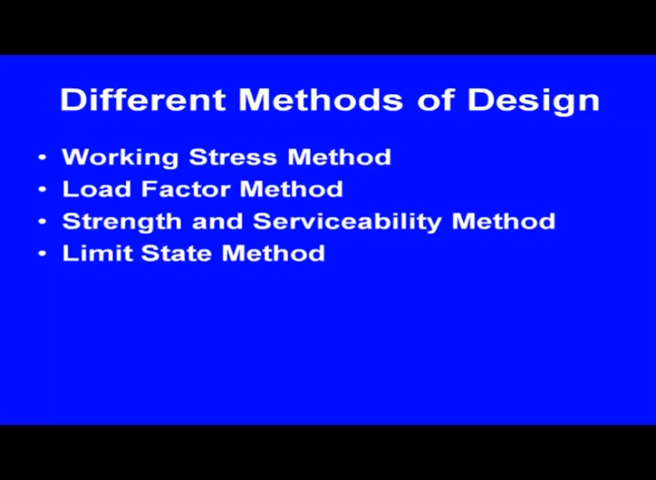 Different Methods of Design
• Working Stress Method
• Load Factor Method
• Strength and Serviceability Method
• Limit State Method